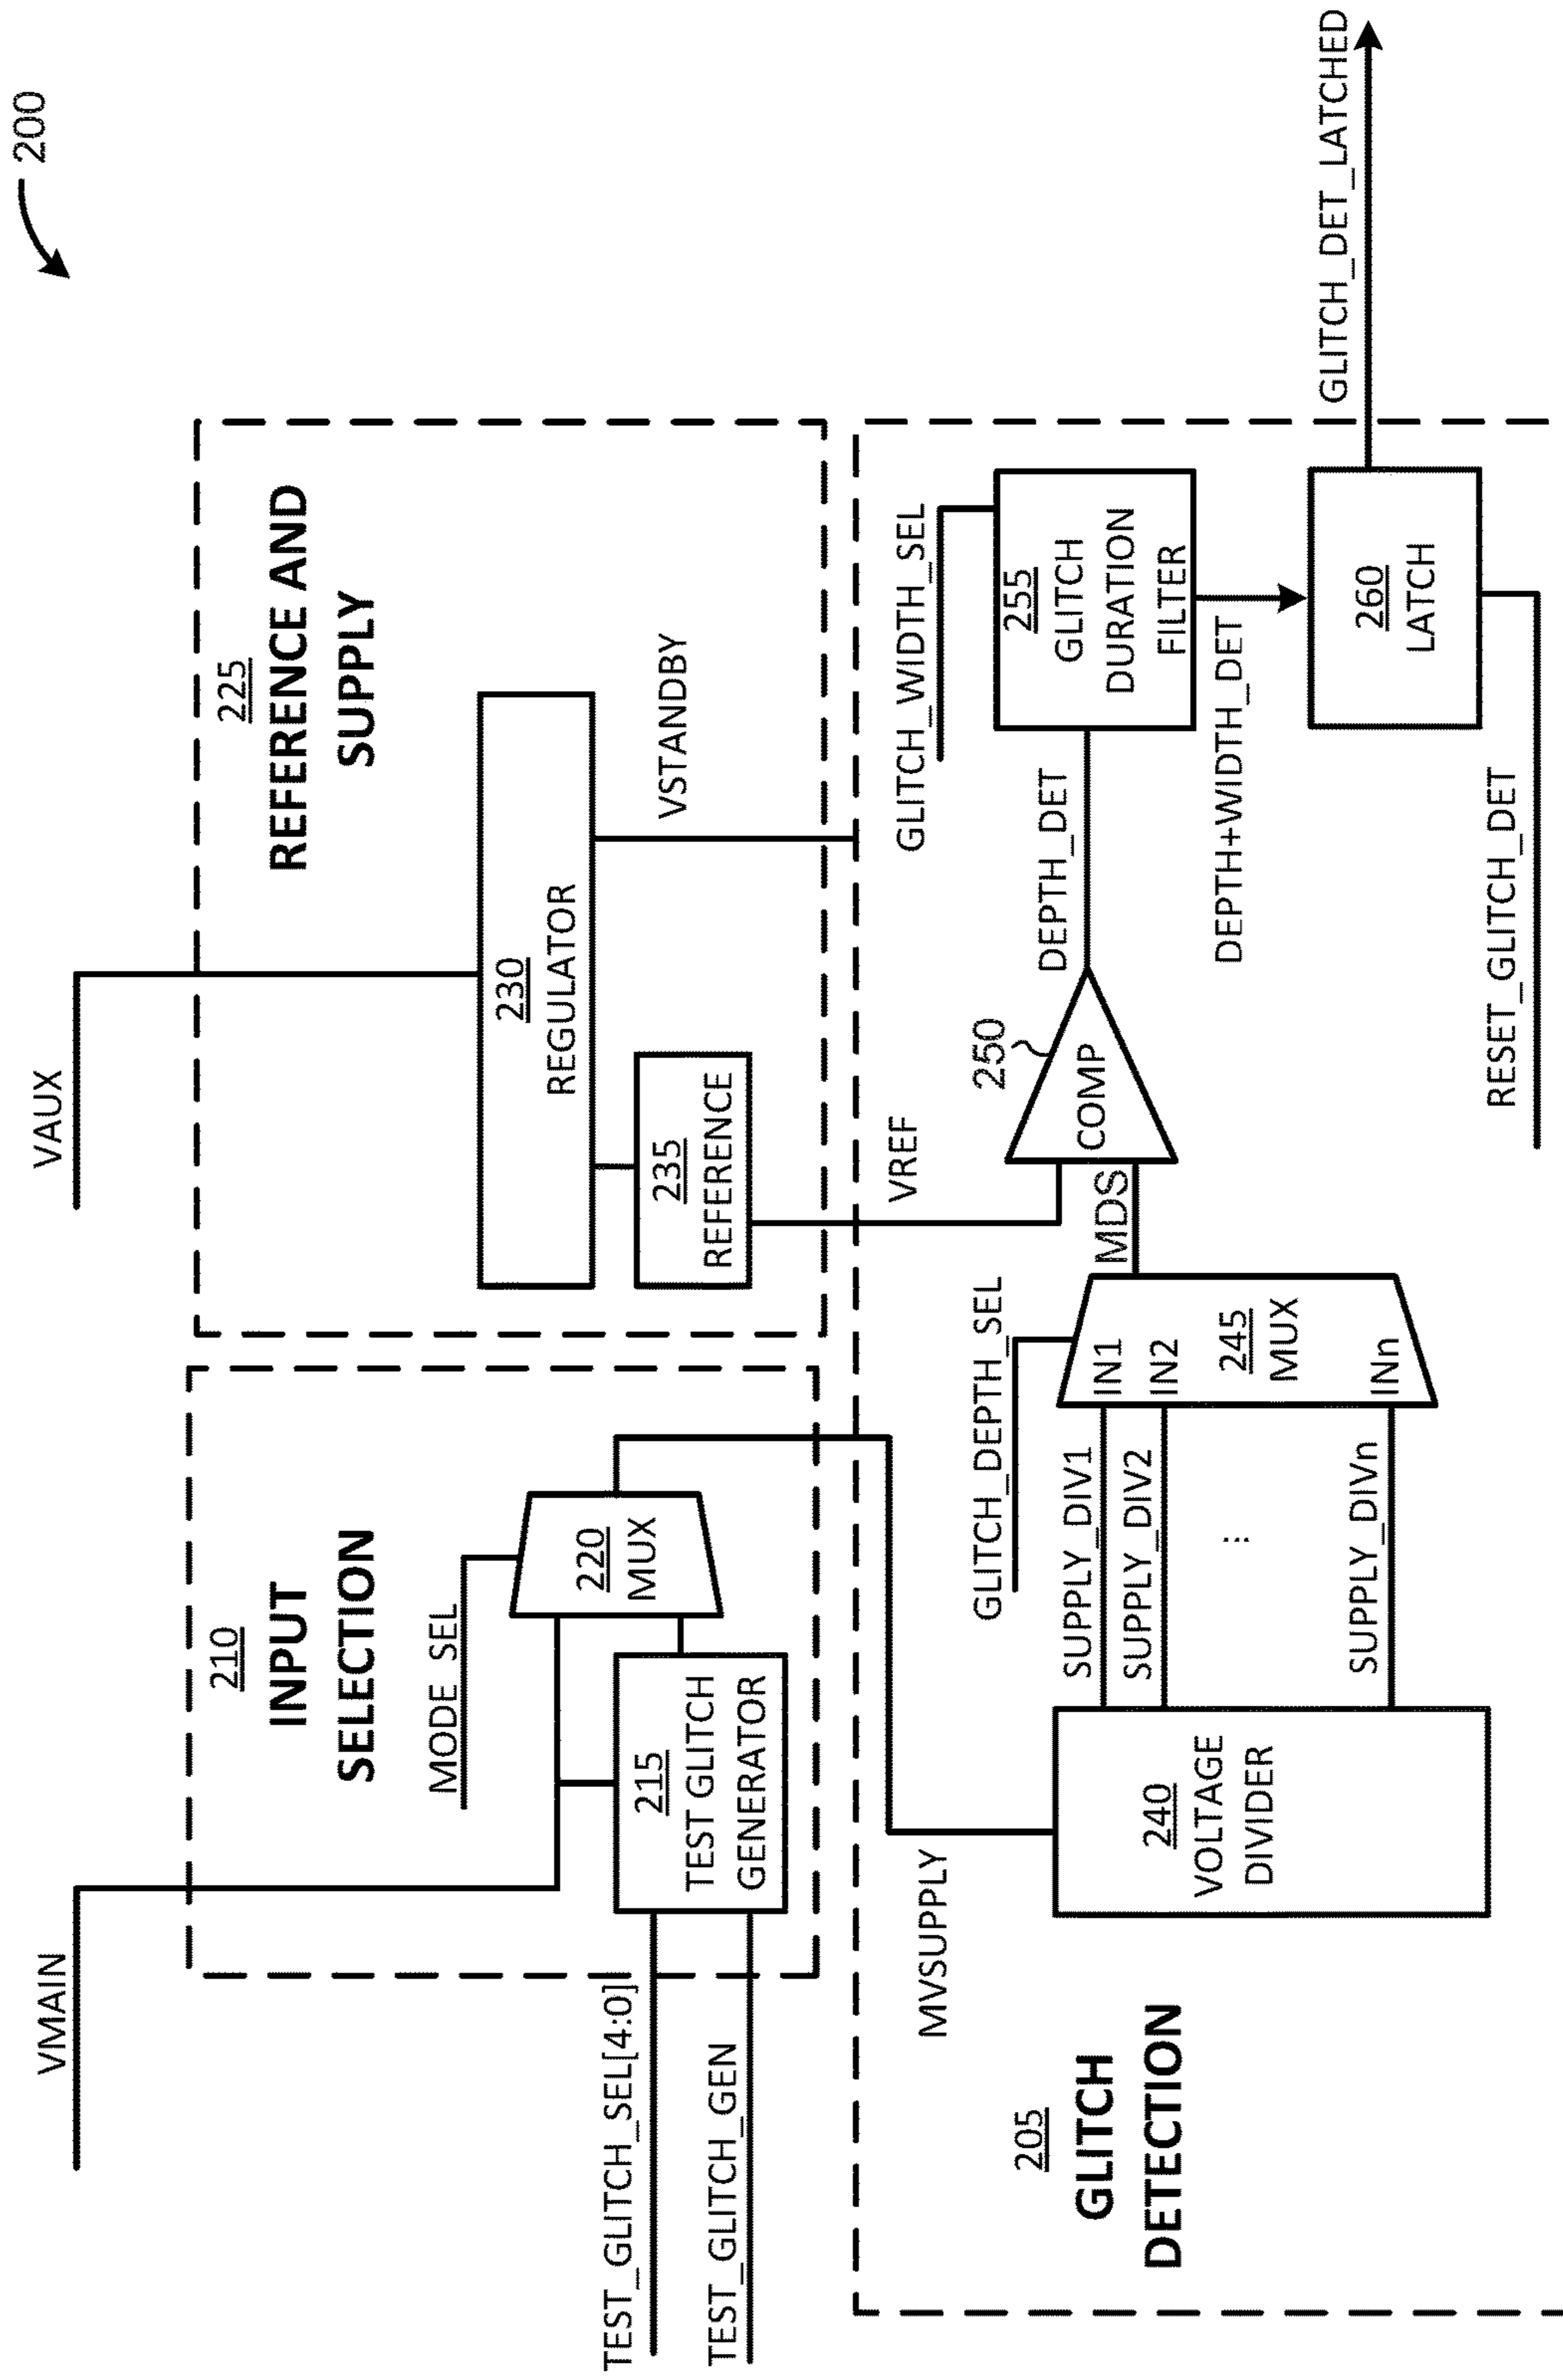 200
VMAIN
VAUX
210
INPUT
SELECTION
MODE_SEL
220
MUX
215
TEST GLITCH
GENERATOR
TEST_GLITCH_SEL[4:0]
TEST_GLITCH_GEN
225
REFERENCE AND
SUPPLY
230
REGULATOR
235
REFERENCE
VSTANDBY
VREF
MVSUPPLY
205
GLITCH
DETECTION
240
VOLTAGE
DIVIDER
SUPPLY_DIV1
SUPPLY_DIV2
...
SUPPLY_DIVn
GLITCH_DEPTH_SEL
IN1
IN2
245
MUX
INn
MDS
250
COMP
DEPTH_DET
GLITCH_WIDTH_SEL
255
GLITCH
DURATION
FILTER
DEPTH+WIDTH_DET
260
LATCH
RESET_GLITCH_DET
GLITCH_DET_LATCHED